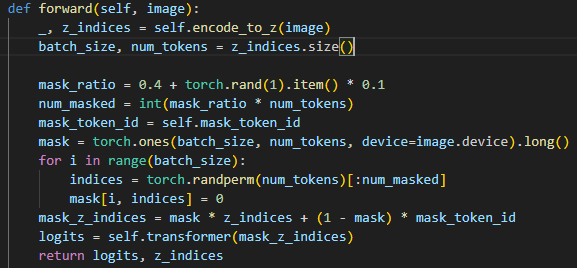 def forward(self, image):
    _, z_indices = self.encode_to_z(image)
    batch_size, num_tokens = z_indices.size()

    mask_ratio = 0.4 + torch.rand(1).item() * 0.1
    num_masked = int(mask_ratio * num_tokens)
    mask_token_id = self.mask_token_id
    mask = torch.ones(batch_size, num_tokens, device=image.device).long()
    for i in range(batch_size):
        indices = torch.randperm(num_tokens)[:num_masked]
        mask[i, indices] = 0
    mask_z_indices = mask * z_indices + (1 - mask) * mask_token_id
    logits = self.transformer(mask_z_indices)
    return logits, z_indices